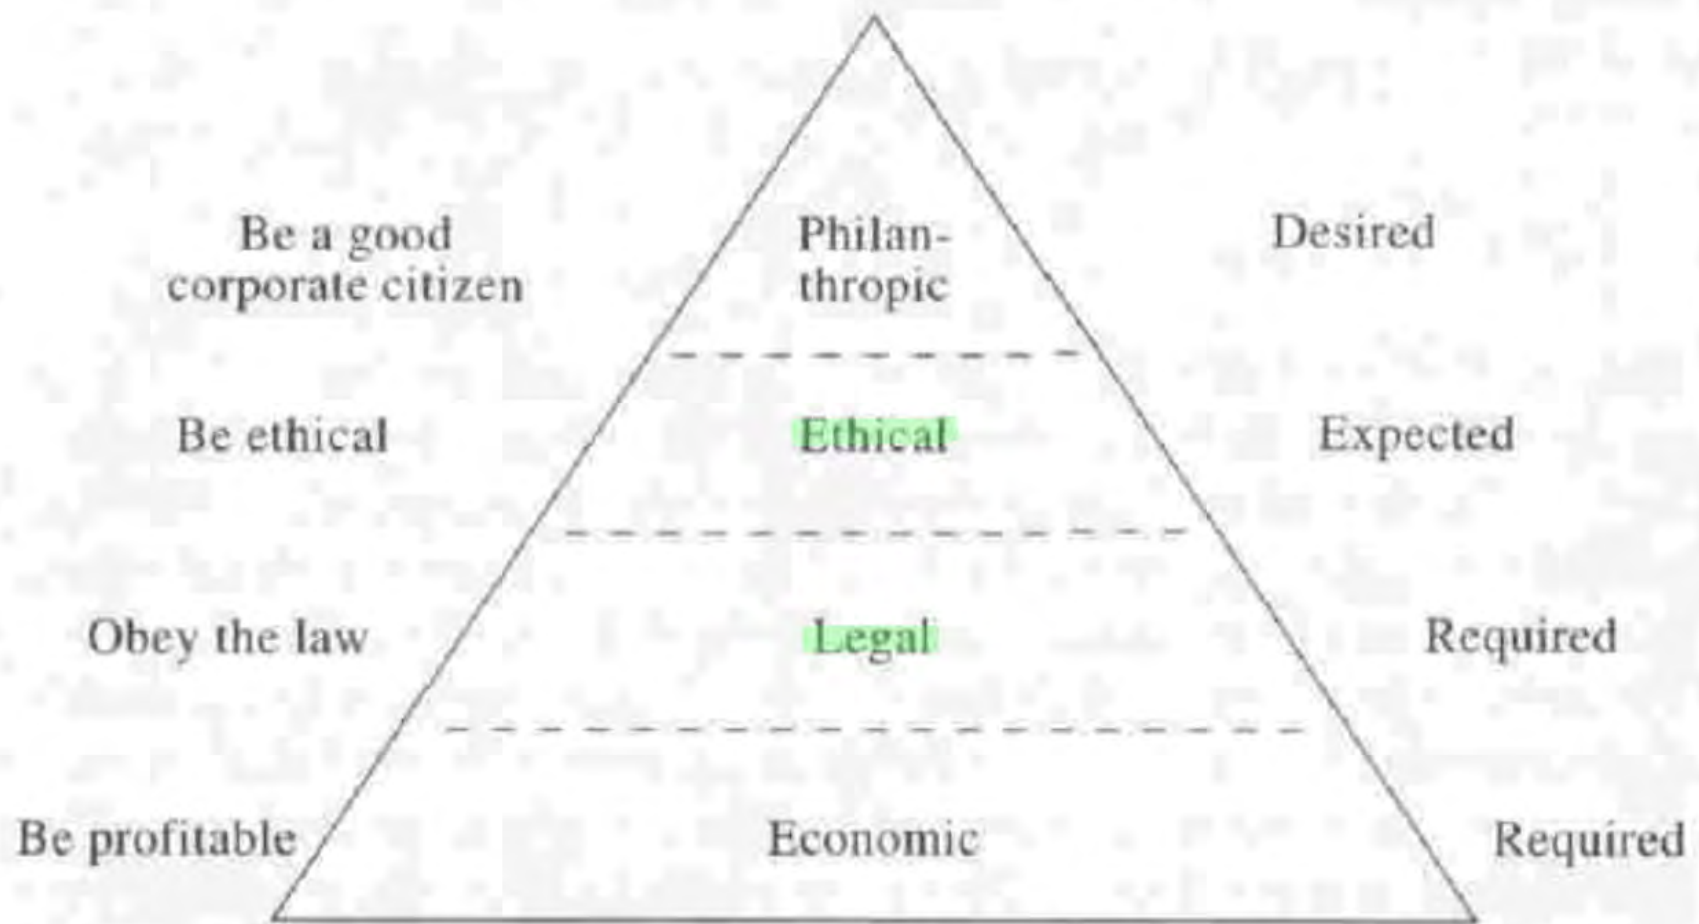 Be a good
corporate citizen
Philan-
thropic
Desired
Be ethical
Ethical
Expected
Obey the law
Legal
Required
Be profitable
Economic
Required